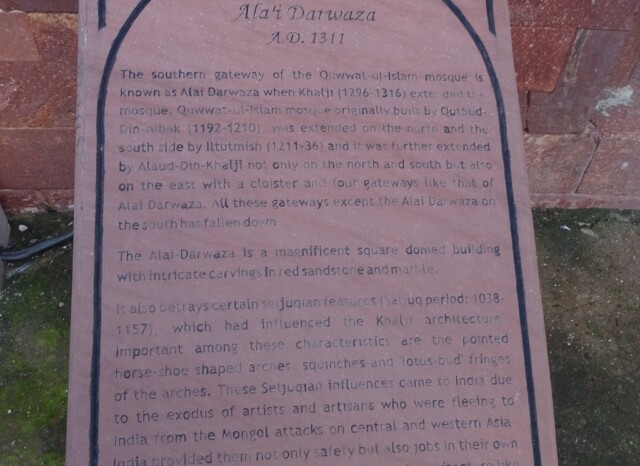 Ala'i Darwaza
A.D. 1311
The southern gateway of the Quwwat-ul-Islam mosque is
known as Alai Darwaza when Khalji (1296-1316) extended the
mosque. Quwwat-ul-Islam mosque originally built by Qutbud-
Din-Aibak (1192-1210), was extended on the north and the
south side by Iltutmish (1211-36) and it was further extended
by Alaud-Din-Khalji not only on the north and south but also
on the east with a cloister and four gateways like that of
Alai Darwaza. All these gateways except the Alai Darwaza on
the south has fallen down
The Alai-Darwaza is a magnificent square domed building
with intricate carvings in red sandstone and marble.
It also betrays certain seljuqian features period: 1038-
1157), which had influenced the Khalji architecture
important among these characteristics are the pointed
horse-shoe shaped arches, squinches and 'lotus-bud' fringes
of the arches. These Seljuqian influences came to India due
to the exodus of artists and artisans who were fleeing to
India from the Mongol attacks on central and western Asia
India provided them not only safety but also jobs in their own